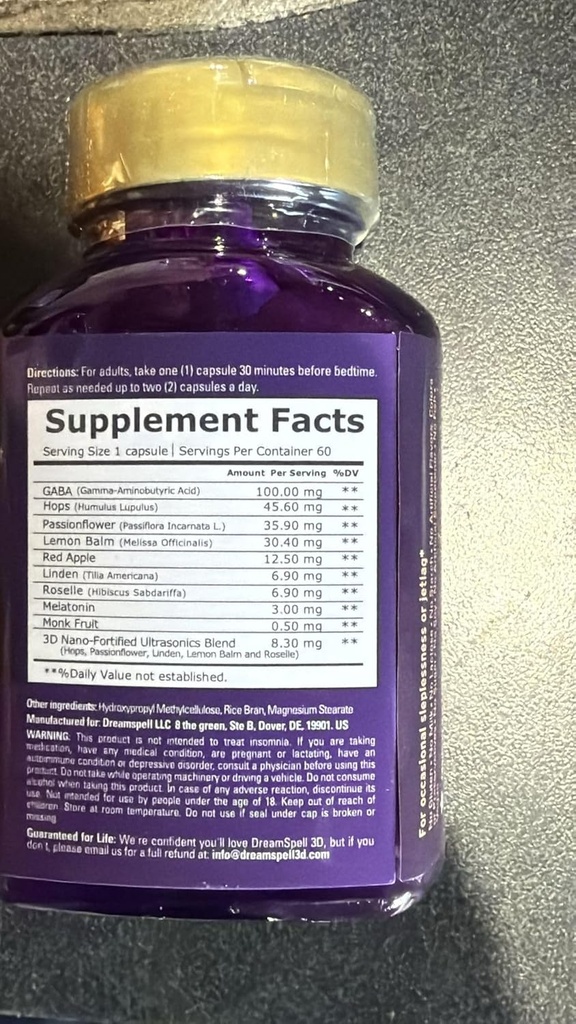 Directions: For adults, take one (1) capsule 30 minutes before bedtime.
Repeat as needed up to two (2) capsules a day.
Supplement Facts
Serving Size 1 capsule | Servings Per Container 60
Amount Per Serving %DV
GABA (Gamma-Aminobutyric Acid) 100.00 mg **
Hops (Humulus Lupulus) 45.60 mg **
Passionflower (Passiflora Incarnata L.) 35.90 mg **
Lemon Balm (Melissa Officinalis) 30.40 mg **
Red Apple 12.50 mg **
Linden (Tilia Americana) 6.90 mg **
Roselle (Hibiscus Sabdariffa) 6.90 mg **
Melatonin 3.00 mg **
Monk Fruit 0.50 mg **
3D Nano-Fortified Ultrasonics Blend 8.30 mg **
(Hops, Passionflower, Linden, Lemon Balm and Roselle)
**%Daily Value not established.
Other ingredients: Hydroxypropyl Methylcellulose, Rice Bran, Magnesium Stearate
Manufactured for: Dreamspell LLC 8 the green, Ste B, Dover, DE, 19901. US
WARNING: This product is not intended to treat insomnia. If you are taking
medication, have any medical condition, are pregnant or lactating, have an
autoimmune condition or depressive disorder, consult a physician before using this
product. Do not take while operating machinery or driving a vehicle. Do not consume
alcohol when taking this product. In case of any adverse reaction, discontinue its
use. Not intended for use by people under the age of 18. Keep out of reach of
children. Store at room temperature. Do not use if seal under cap is broken or
missing
Guaranteed for Life: We're confident you'll love DreamSpell 3D, but if you
don't, please email us for a full refund at: info@dreamspell3d.com
For occasional sleeplessness or jetlag*
No Artificial Flavors, Colors